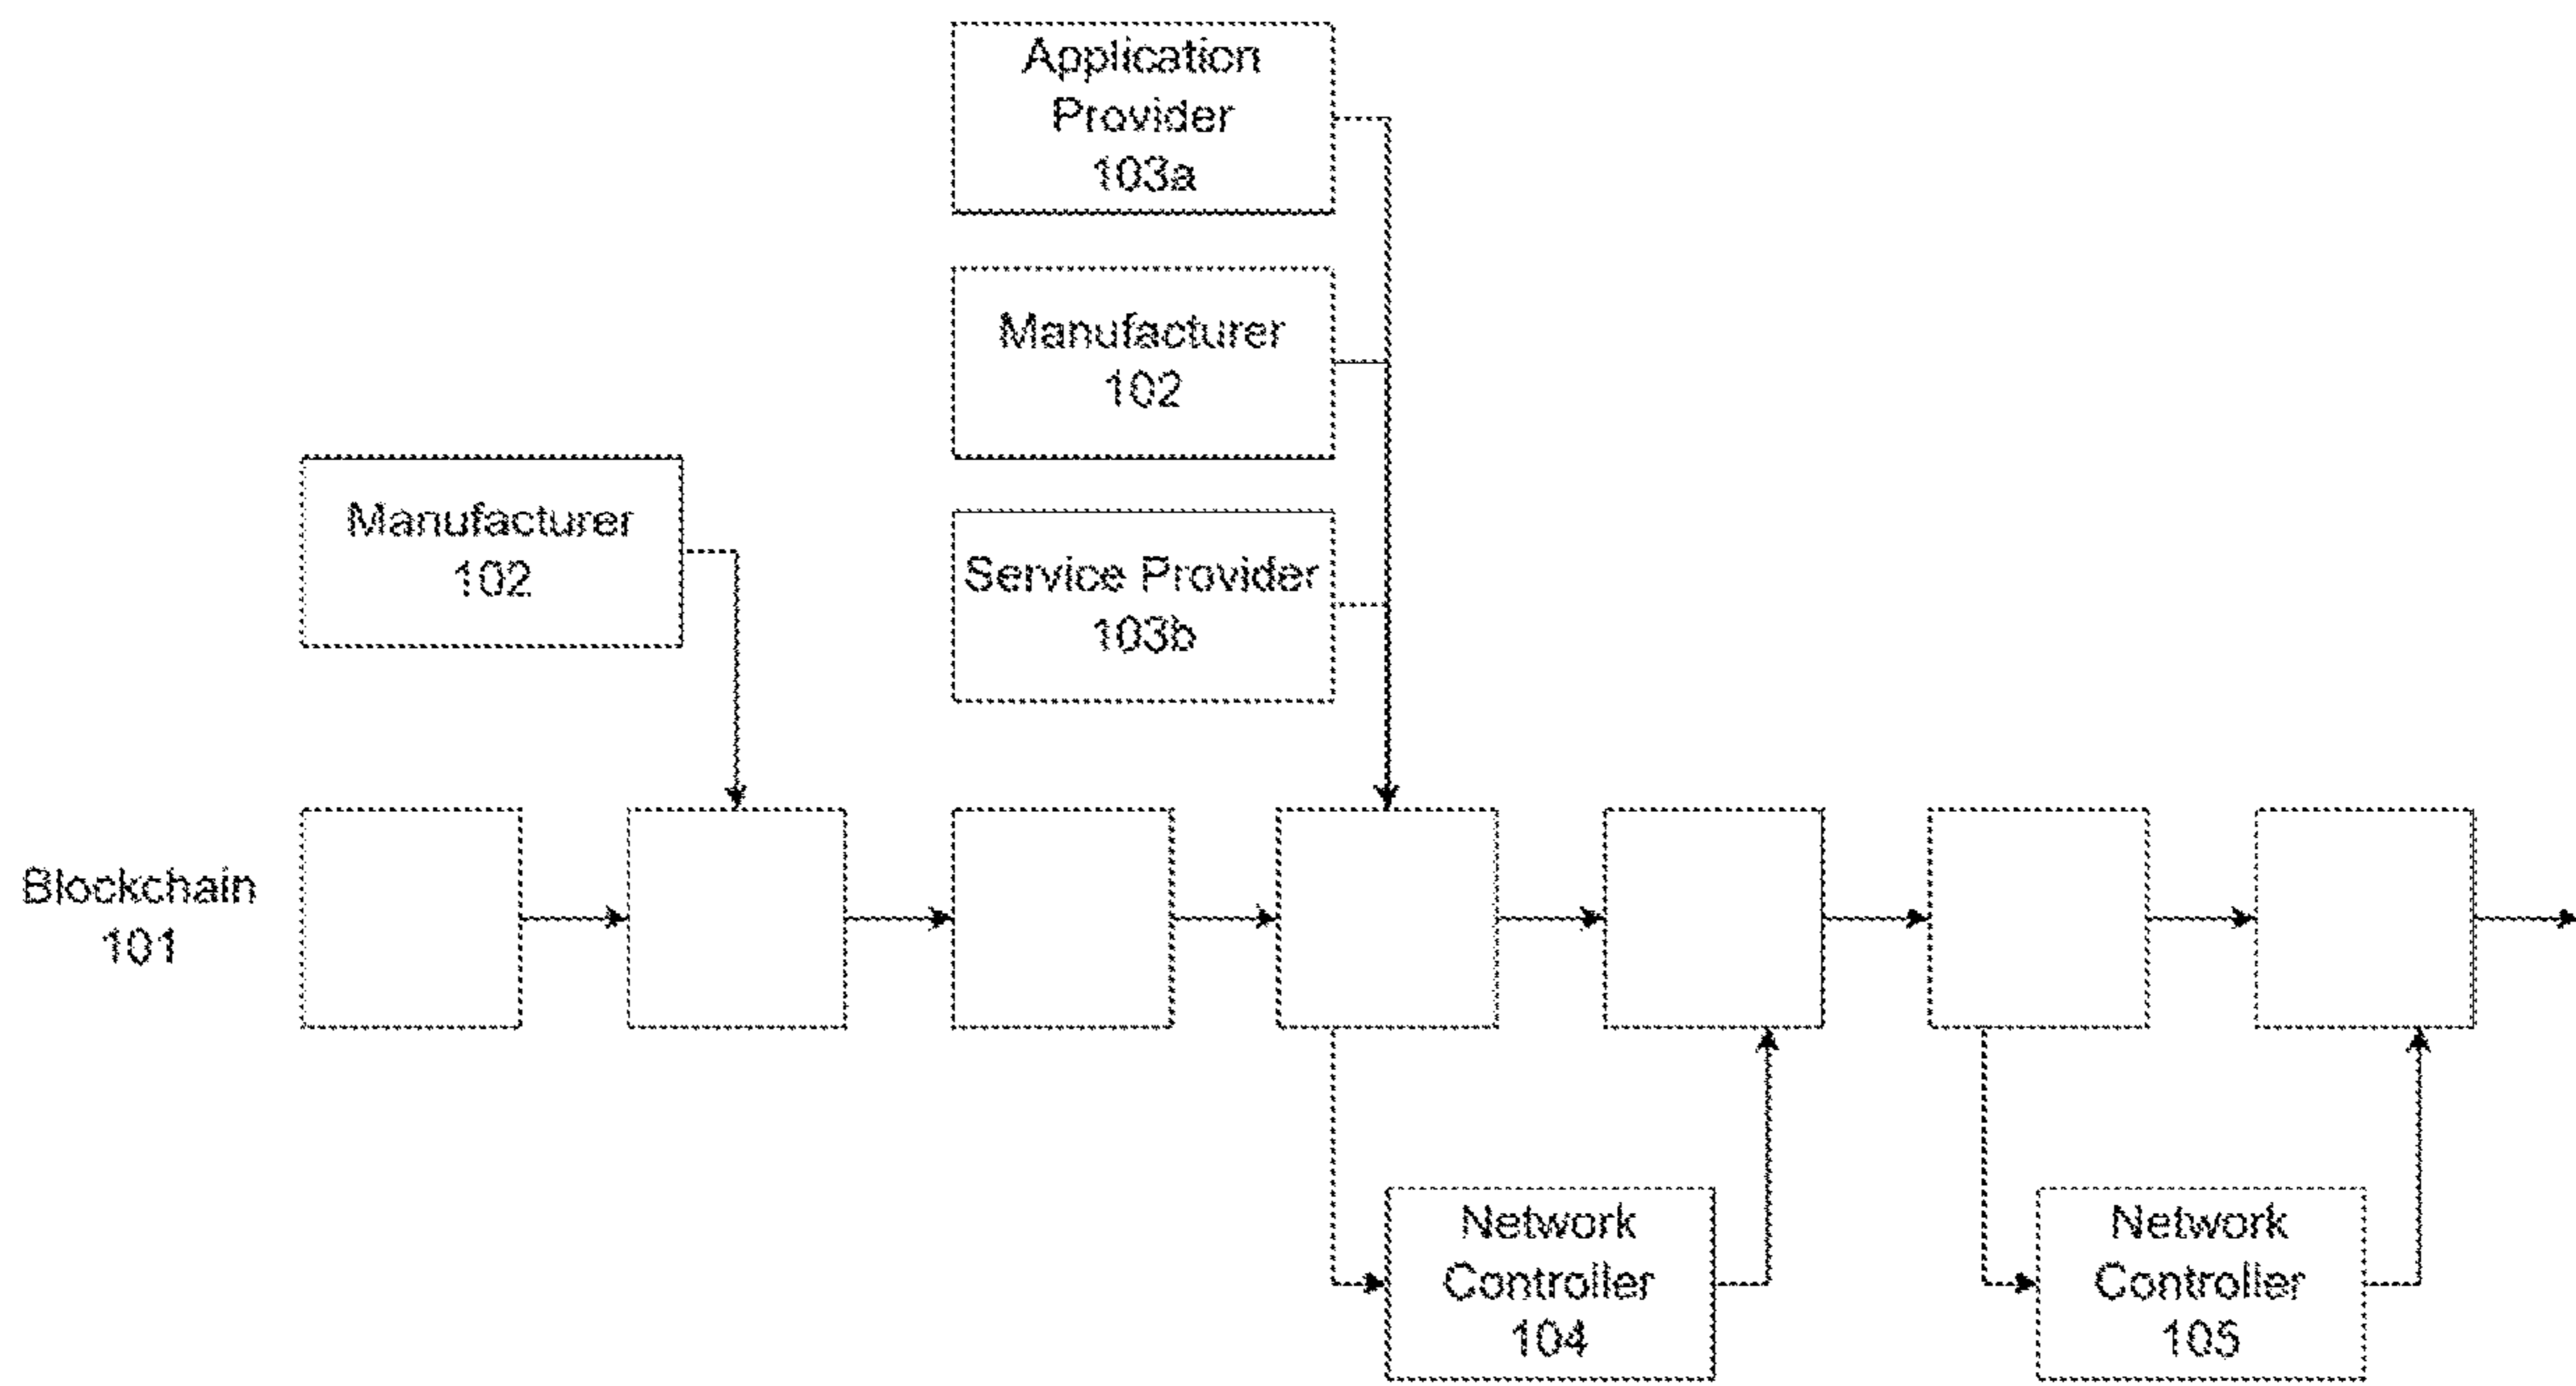 Application
Provider
103a
Manufacturer
102
Manufacturer
102
Service Provider
103b
Blockchain
101
Network
Controller
104
Network
Controller
105